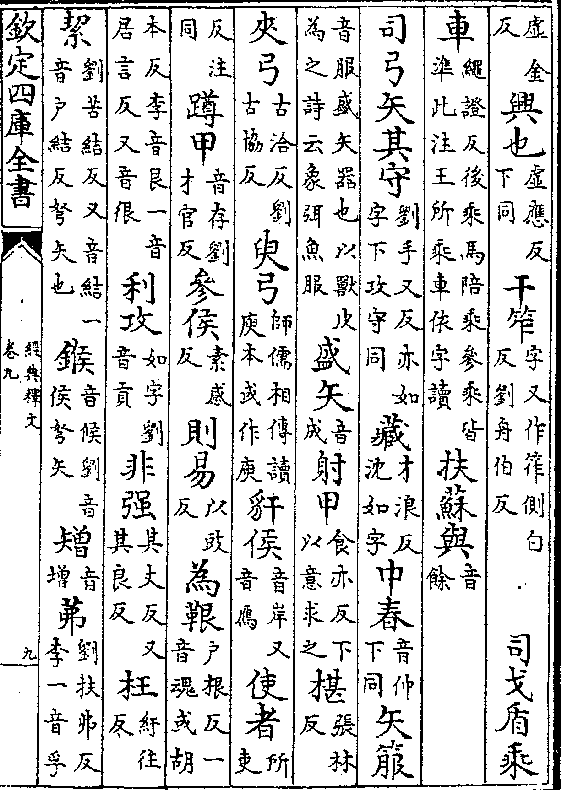 虛金反興也虛應反下同干笮字又作筰側白反劉舟伯反司戈盾乘
車繩證反後乘馬陪乘參乘皆準此注王所乘車依字讀扶蘇與音餘
司弓矢其守劉手又反亦如字下攻守同藏才浪反沈如字中春音仲下同矢箙
音服盛矢器也以獸皮為之詩云象弭魚服盛矢音成射甲食亦反下以意求之椹張林反
夾弓古洽反劉古協反臾弓師儒相傳讀庾本或作庾豻侯音岸又音鴈使者所吏
反注同蹲甲音存劉才官反參侯素感反則易以豉反為報戶根反一音魂或胡
本反李音艮一音居言反又音很利攻如字劉音貢非强其丈反又其良反枉紆往反
絜劉苦結反又音結一音戶結反弩矢也鍭音候劉音侯弩矢矰音增茀劉扶弗反李一音孚
欽定四庫全書
經典釋文
卷九
九